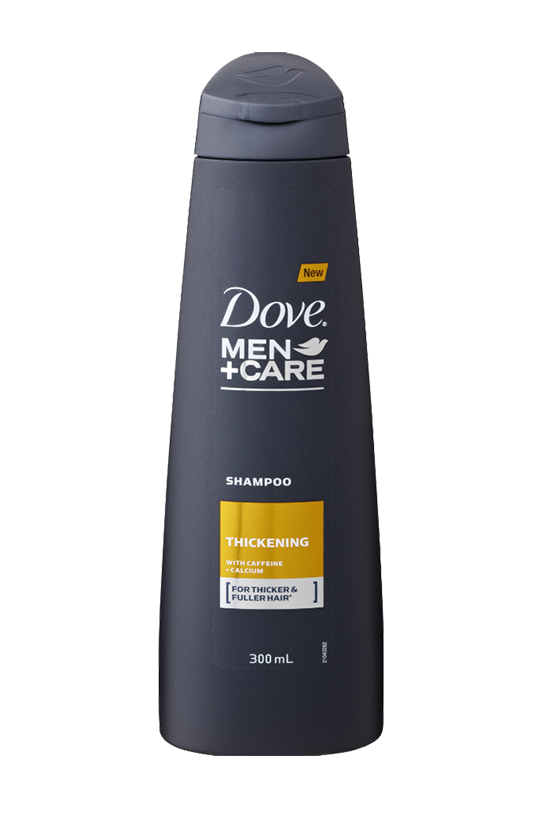 New
Dove.
MEN
+CARE
SHAMPOO
THICKENING
WITH CAFFEINE
+ CALCIUM
[FOR THICKER &
FULLER HAIR*]
300 mL